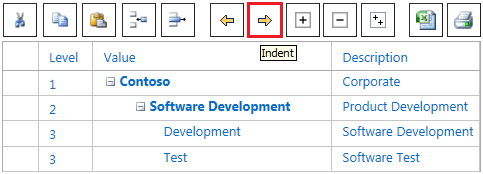 Indent
Level Value Description
1 Contoso Corporate
2 Software Development Product Development
3 Development Software Development
3 Test Software Test